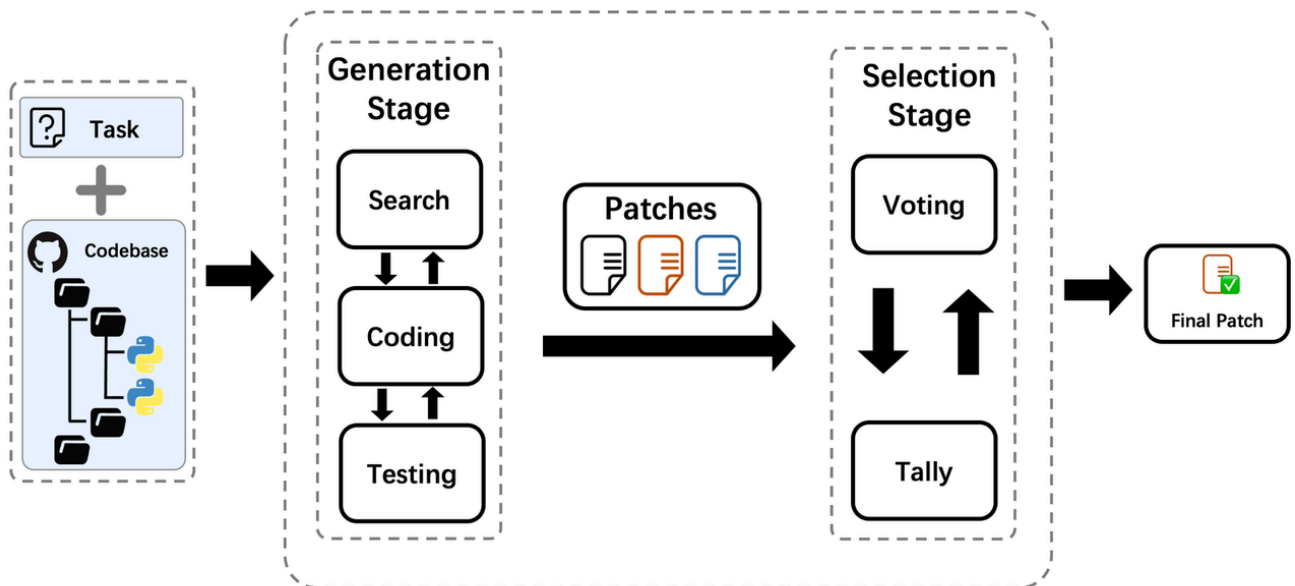 Task
Codebase
Generation
Stage
Search
Coding
Testing
Patches
Selection
Stage
Voting
Tally
Final Patch